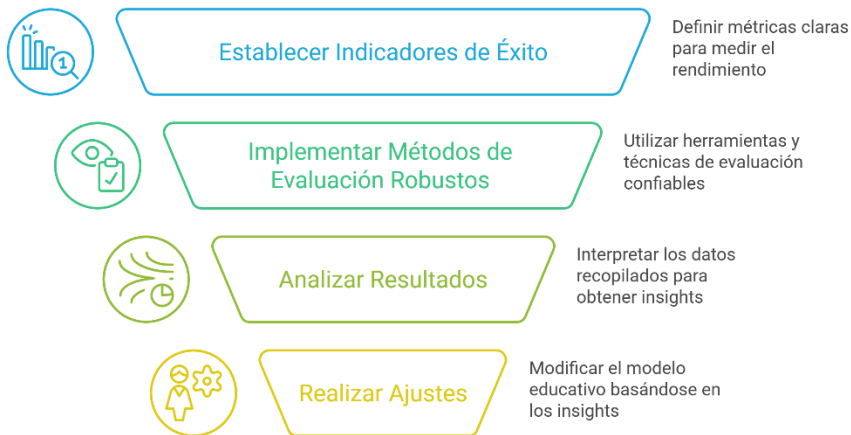 1
Establecer Indicadores de Éxito
Definir métricas claras
para medir el
rendimiento
Implementar Métodos de
Evaluación Robustos
Utilizar herramientas y
técnicas de evaluación
confiables
Analizar Resultados
Interpretar los datos
recopilados para
obtener insights
Realizar Ajustes
Modificar el modelo
educativo basándose en
los insights